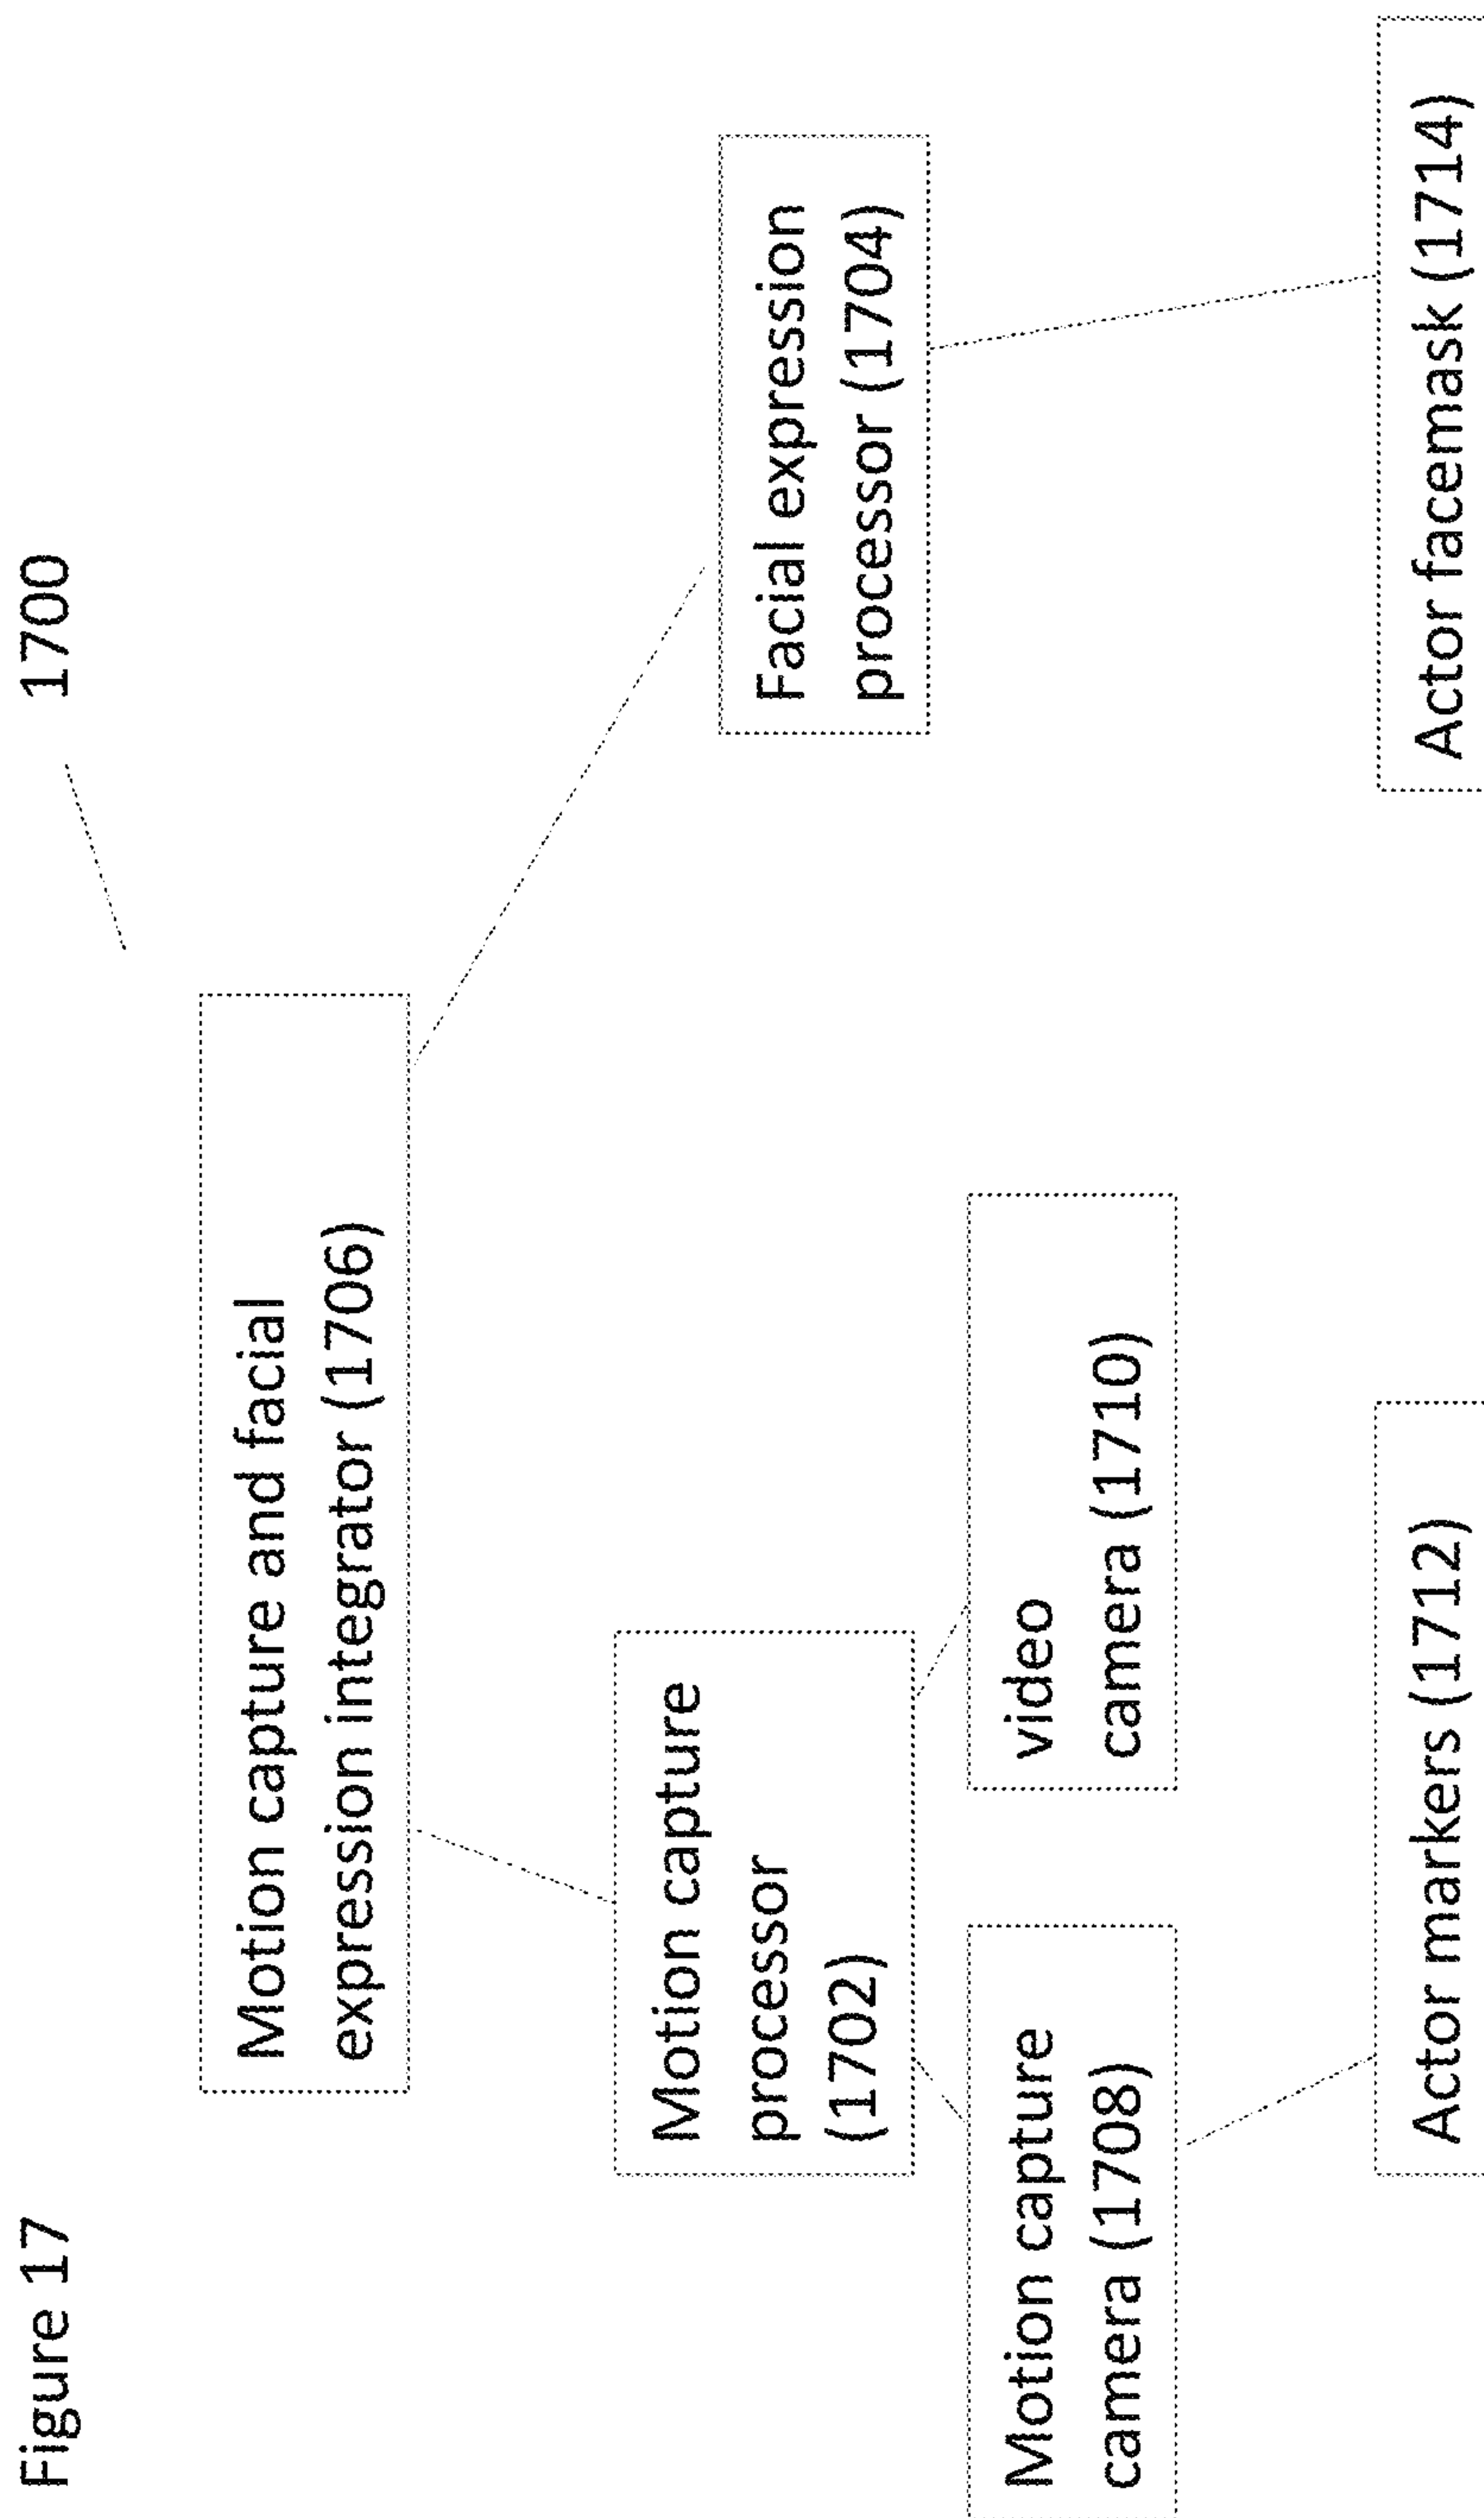 Figure 17
1700
Motion capture and facial
expression integrator (1706)
Motion capture
processor
(1702)
Facial expression
processor (1704)
Motion capture
camera (1708)
video
camera (1710)
Actor markers (1712)
Actor facemask (1714)